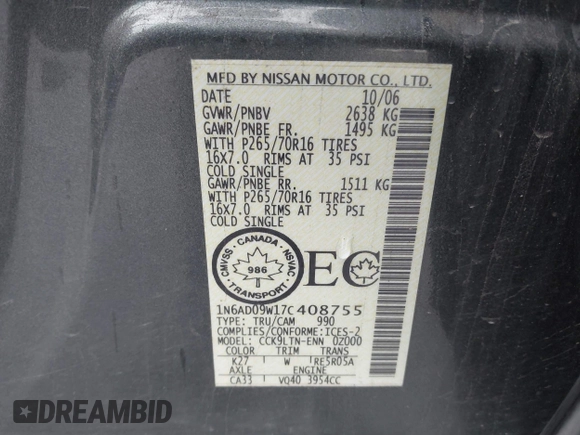 MFD BY NISSAN MOTOR CO., LTD.
DATE 10/06
GVWR/PNBV 2638 KG
GAWR/PNBE FR. 1495 KG
WITH P265/70R16 TIRES
16X7.0 RIMS AT 35 PSI
COLD SINGLE
GAWR/PNBE RR. 1511 KG
WITH P265/70R16 TIRES
16X7.0 RIMS AT 35 PSI
COLD SINGLE
CMVSS · CANADA · NSVAC
986
TRANSPORT
EC
1N6AD09W17C408755
TYPE: TRU/CAM 990
COMPLIES/CONFORME:ICES-2
MODEL: CCK9LTN-ENN 0Z000
COLOR TRIM TRANS
K27 W RE5R05A
AXLE ENGINE
CA33 VQ40 3954CC
DREAMBID